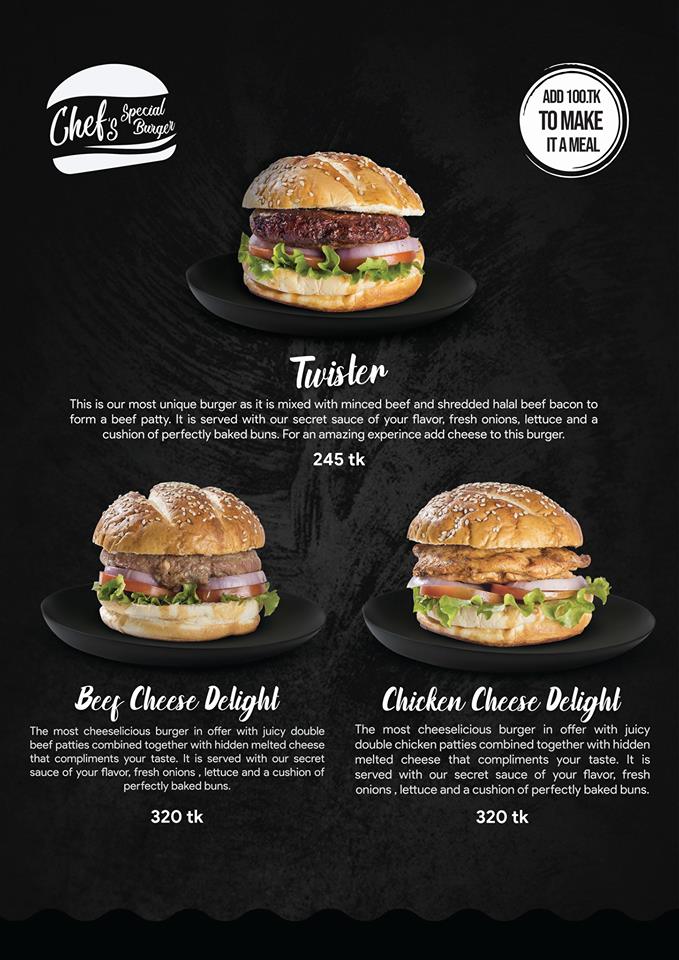 Chef's Special
Burger
ADD 100.TK
TO MAKE
IT A MEAL
Twister
This is our most unique burger as it is mixed with minced beef and shredded halal beef bacon to
form a beef patty. It is served with our secret sauce of your flavor, fresh onions, lettuce and a
cushion of perfectly baked buns. For an amazing experince add cheese to this burger.
245 tk
Beef Cheese Delight
The most cheeselicious burger in offer with juicy double
beef patties combined together with hidden melted cheese
that compliments your taste. It is served with our secret
sauce of your flavor, fresh onions , lettuce and a cushion of
perfectly baked buns.
320 tk
Chicken Cheese Delight
The most cheeselicious burger in offer with juicy
double chicken patties combined together with hidden
melted cheese that compliments your taste. It is
served with our secret sauce of your flavor, fresh
onions , lettuce and a cushion of perfectly baked buns.
320 tk